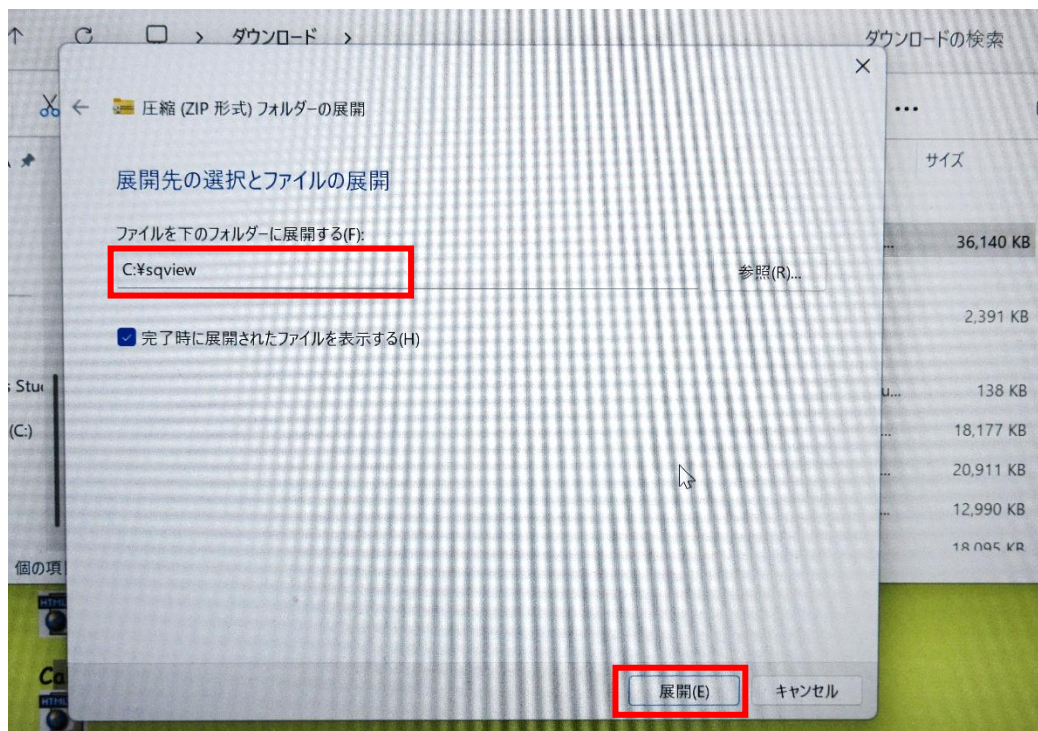 ダウンロード
ダウンロードの検索
圧縮 (ZIP 形式) フォルダーの展開
サイズ
展開先の選択とファイルの展開
ファイルを下のフォルダーに展開する(F):
36,140 KB
C:¥sqview
参照(R)...
2,391 KB
完了時に展開されたファイルを表示する(H)
138 KB
(C:)
18,177 KB
20,911 KB
12,990 KB
18,095 KB
個の項
HTML
展開(E)
キャンセル
HTML